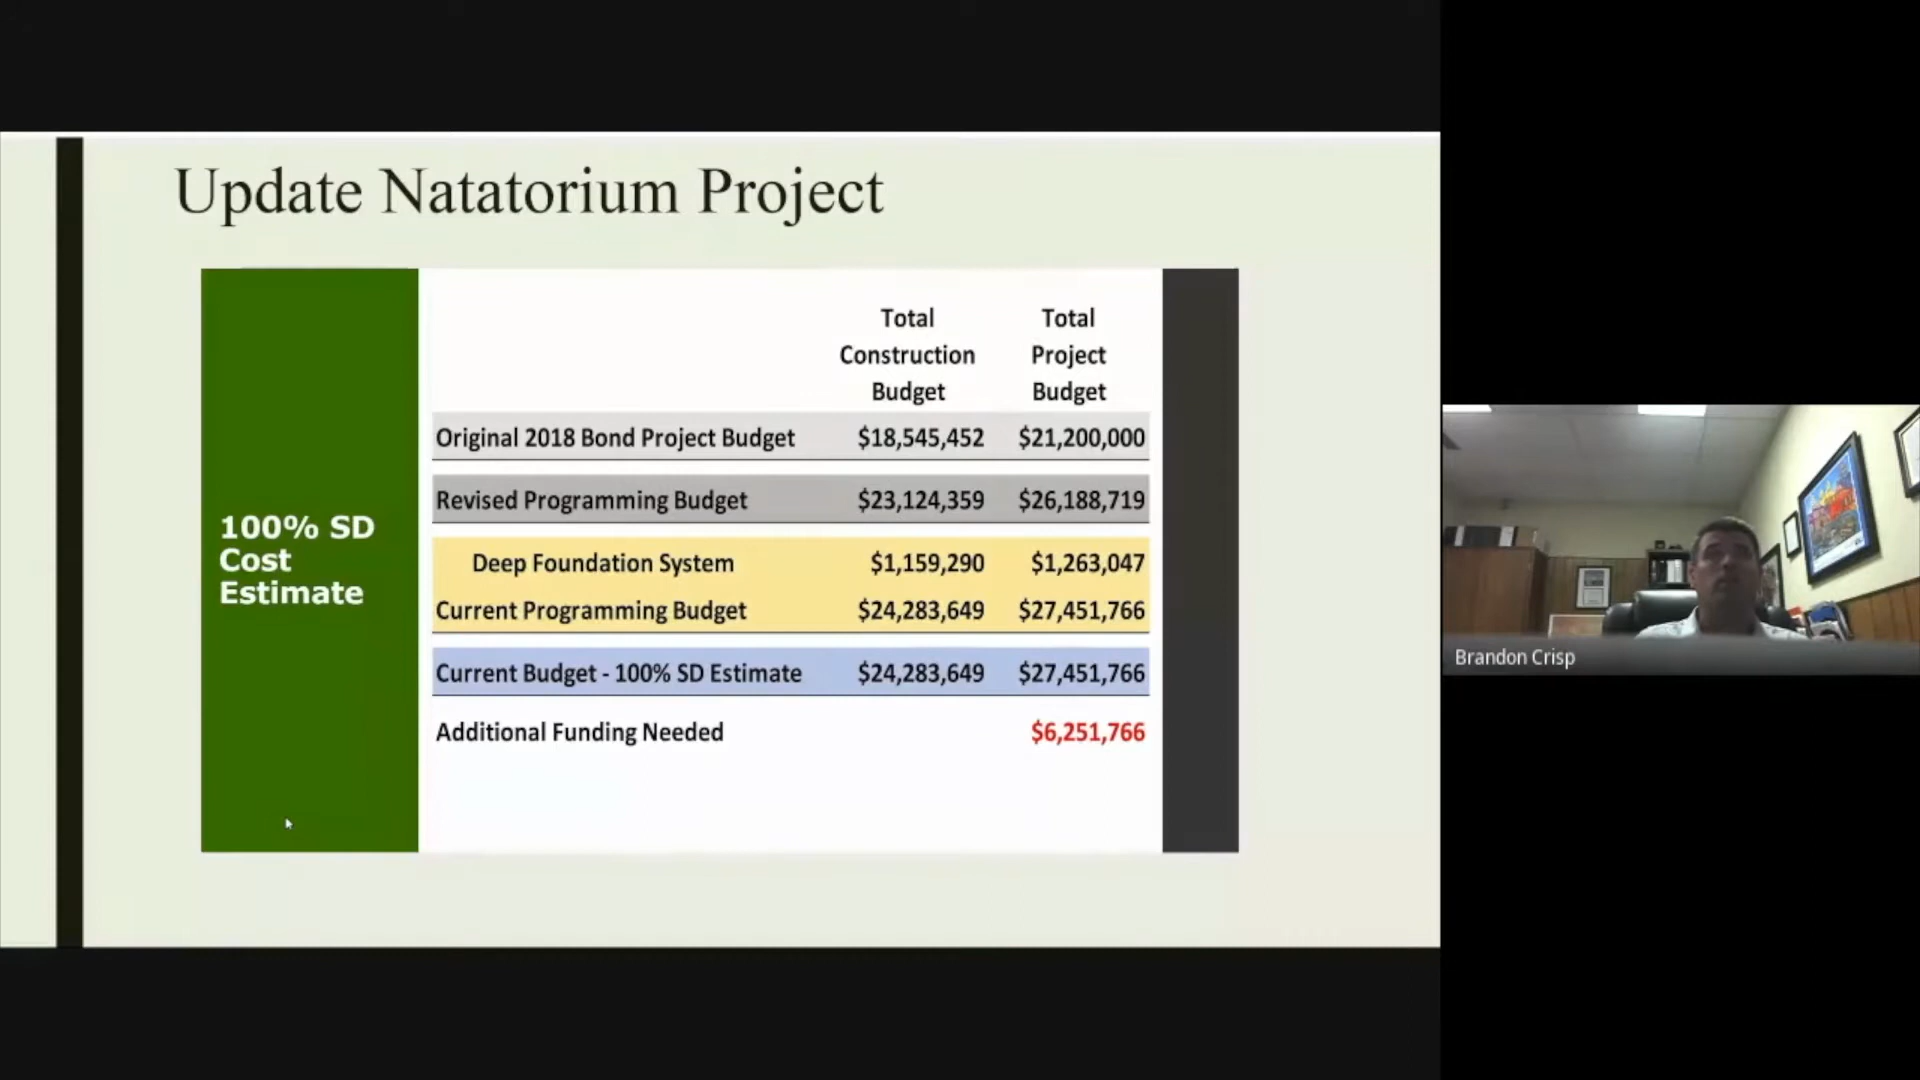 Update Natatorium Project
100% SD
Cost
Estimate
Total
Construction
Budget
Total
Project
Budget
Original 2018 Bond Project Budget $18,545,452 $21,200,000
Revised Programming Budget $23,124,359 $26,188,719
Deep Foundation System $1,159,290 $1,263,047
Current Programming Budget $24,283,649 $27,451,766
Current Budget - 100% SD Estimate $24,283,649 $27,451,766
Additional Funding Needed $6,251,766
Brandon Crisp